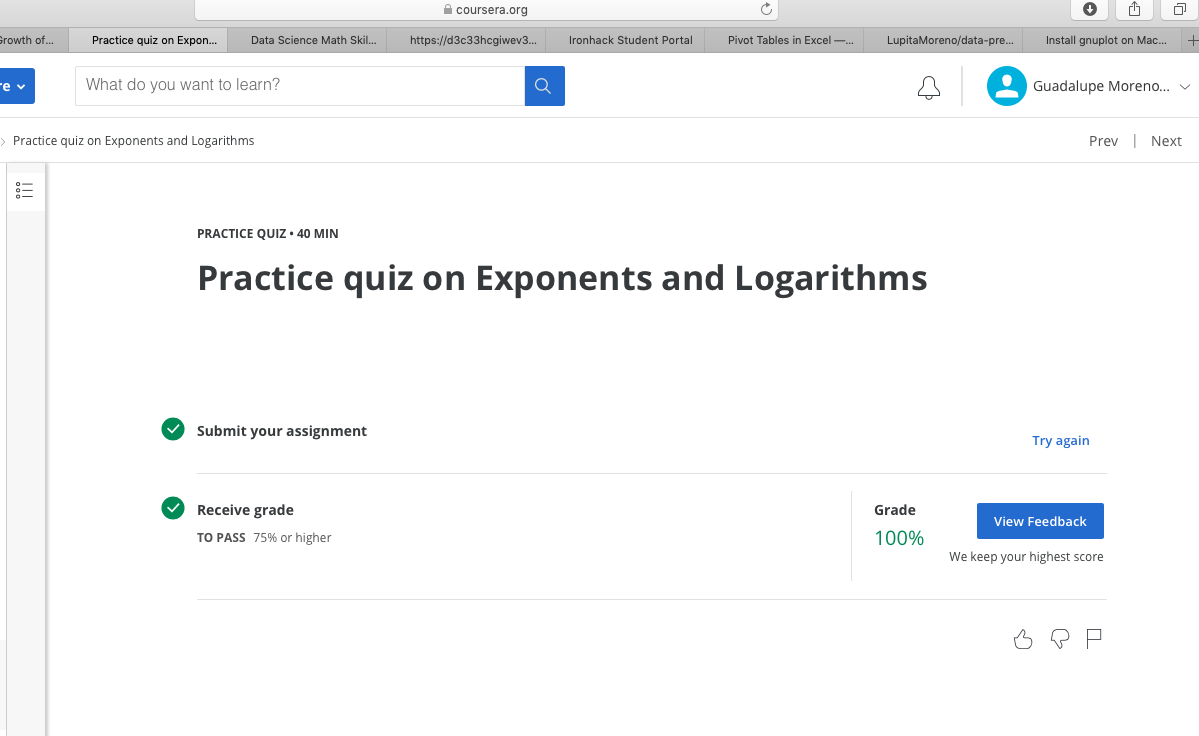 coursera.org
Growth of...
Practice quiz on Expon...
Data Science Math Skil...
https://d3c33hcgiwev3...
Ironhack Student Portal
Pivot Tables in Excel —...
LupitaMoreno/data-pre...
Install gnuplot on Mac...
re
What do you want to learn?
Guadalupe Moreno...
Practice quiz on Exponents and Logarithms
Prev | Next
PRACTICE QUIZ • 40 MIN
Practice quiz on Exponents and Logarithms
Submit your assignment
Try again
Receive grade
TO PASS 75% or higher
Grade
100%
View Feedback
We keep your highest score